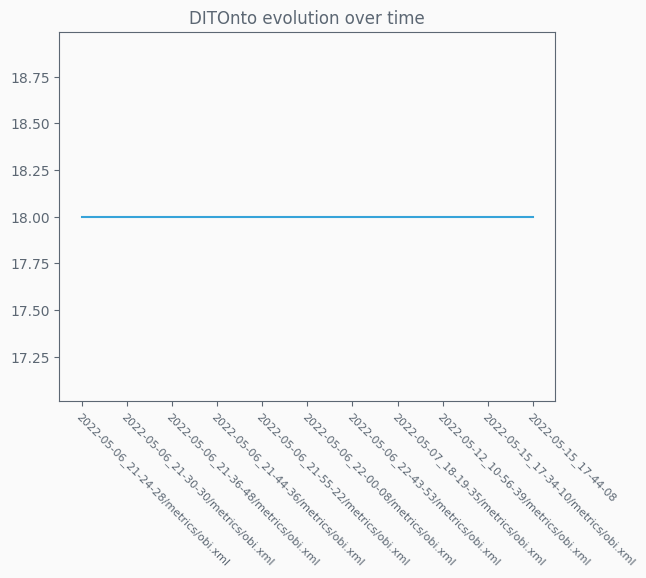 DITOnto evolution over time
18.75
18.50
18.25
18.00
17.75
17.50
17.25
2022-05-06_21-24-28/metrics/obi.xml
2022-05-06_21-30-30/metrics/obi.xml
2022-05-06_21-36-48/metrics/obi.xml
2022-05-06_21-44-36/metrics/obi.xml
2022-05-06_21-55-22/metrics/obi.xml
2022-05-06_22-00-08/metrics/obi.xml
2022-05-06_22-43-53/metrics/obi.xml
2022-05-07_18-19-35/metrics/obi.xml
2022-05-12_10-56-39/metrics/obi.xml
2022-05-15_17-34-10/metrics/obi.xml
2022-05-15_17-44-08